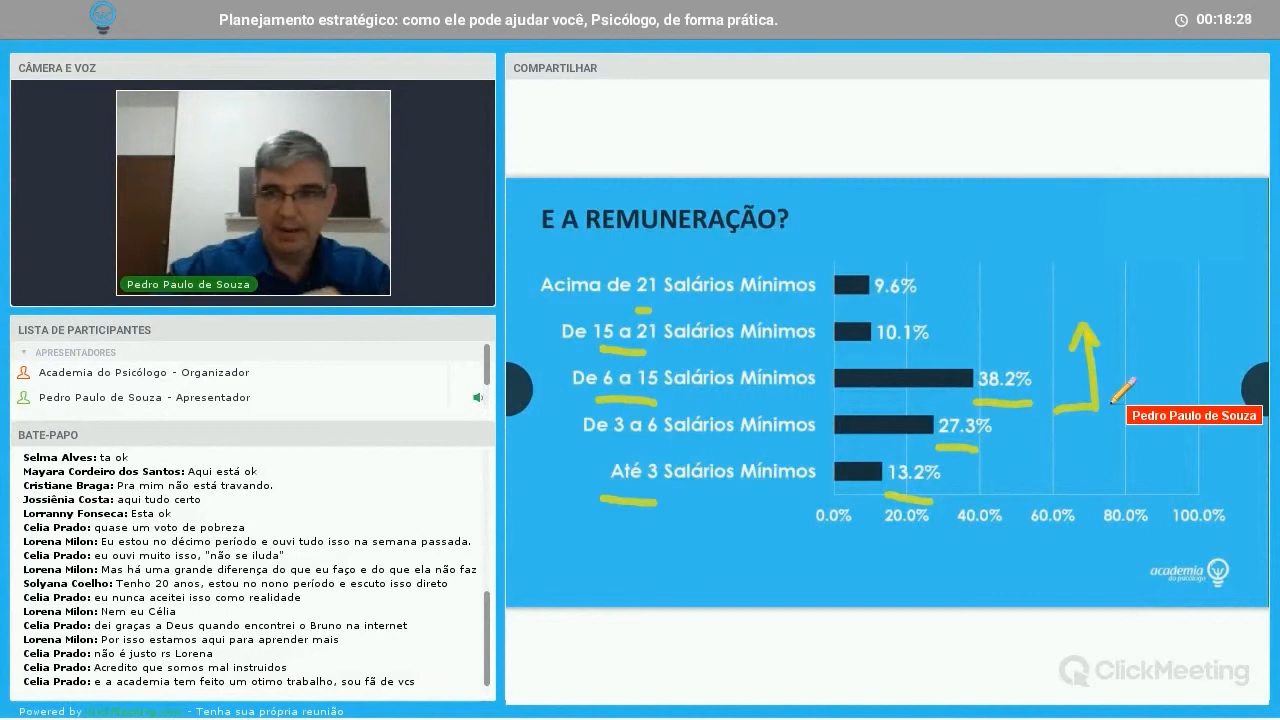 Planejamento estratégico: como ele pode ajudar você, Psicólogo, de forma prática.
00:18:28
CÂMERA E VOZ
Pedro Paulo de Souza
LISTA DE PARTICIPANTES
APRESENTADORES
Academia do Psicólogo - Organizador
Pedro Paulo de Souza - Apresentador
BATE-PAPO
Selma Alves: ta ok
Mayara Cordeiro dos Santos: Aqui está ok
Cristiane Braga: Pra mim não está travando.
Jossiênia Costa: aqui tudo certo
Lorranny Fonseca: Esta ok
Celia Prado: quase um voto de pobreza
Lorena Milon: Eu estou no décimo período e ouvi tudo isso na semana passada.
Celia Prado: eu ouvi muito isso, "não se iluda"
Lorena Milon: Mas há uma grande diferença do que eu faço e do que ela não faz
Solyana Coelho: Tenho 20 anos, estou no nono período e escuto isso direto
Celia Prado: eu nunca aceitei isso como realidade
Lorena Milon: Nem eu Célia
Celia Prado: dei graças a Deus quando encontrei o Bruno na internet
Lorena Milon: Por isso estamos aqui para aprender mais
Celia Prado: não é justo rs Lorena
Celia Prado: Acredito que somos mal instruidos
Celia Prado: e a academia tem feito um otimo trabalho, sou fã de vcs
Powered by - Tenha sua própria reunião
COMPARTILHAR
E A REMUNERAÇÃO?
Acima de 21 Salários Mínimos 9.6%
De 15 a 21 Salários Mínimos 10.1%
De 6 a 15 Salários Mínimos 38.2%
De 3 a 6 Salários Mínimos 27.3%
Até 3 Salários Mínimos 13.2%
0.0% 20.0% 40.0% 60.0% 80.0% 100.0%
Pedro Paulo de Souza
academia
do psicólogo
ClickMeeting